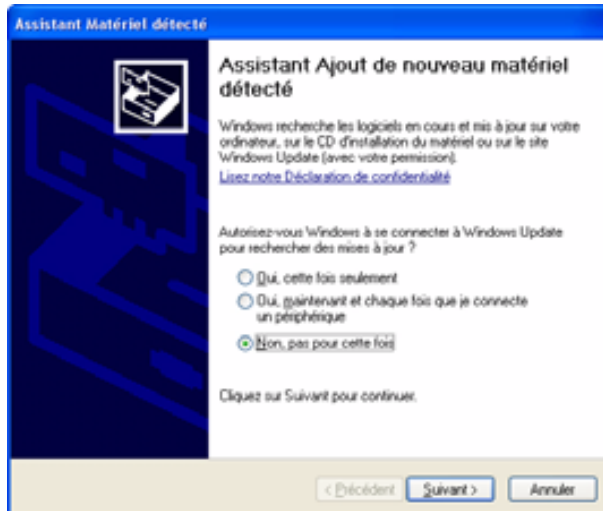 Assistant Matériel détecté
Assistant Ajout de nouveau matériel
détecté
Windows recherche les logiciels en cours et mis à jour sur votre
ordinateur, sur le CD d'installation du matériel ou sur le site
Windows Update (avec votre permission).
Lisez notre Déclaration de confidentialité
Autorisez-vous Windows à se connecter à Windows Update
pour rechercher des mises à jour ?
Oui, cette fois seulement
Oui, maintenant et chaque fois que je connecte
un périphérique
Non, pas pour cette fois
Cliquez sur Suivant pour continuer.
< Précédent Suivant > Annuler